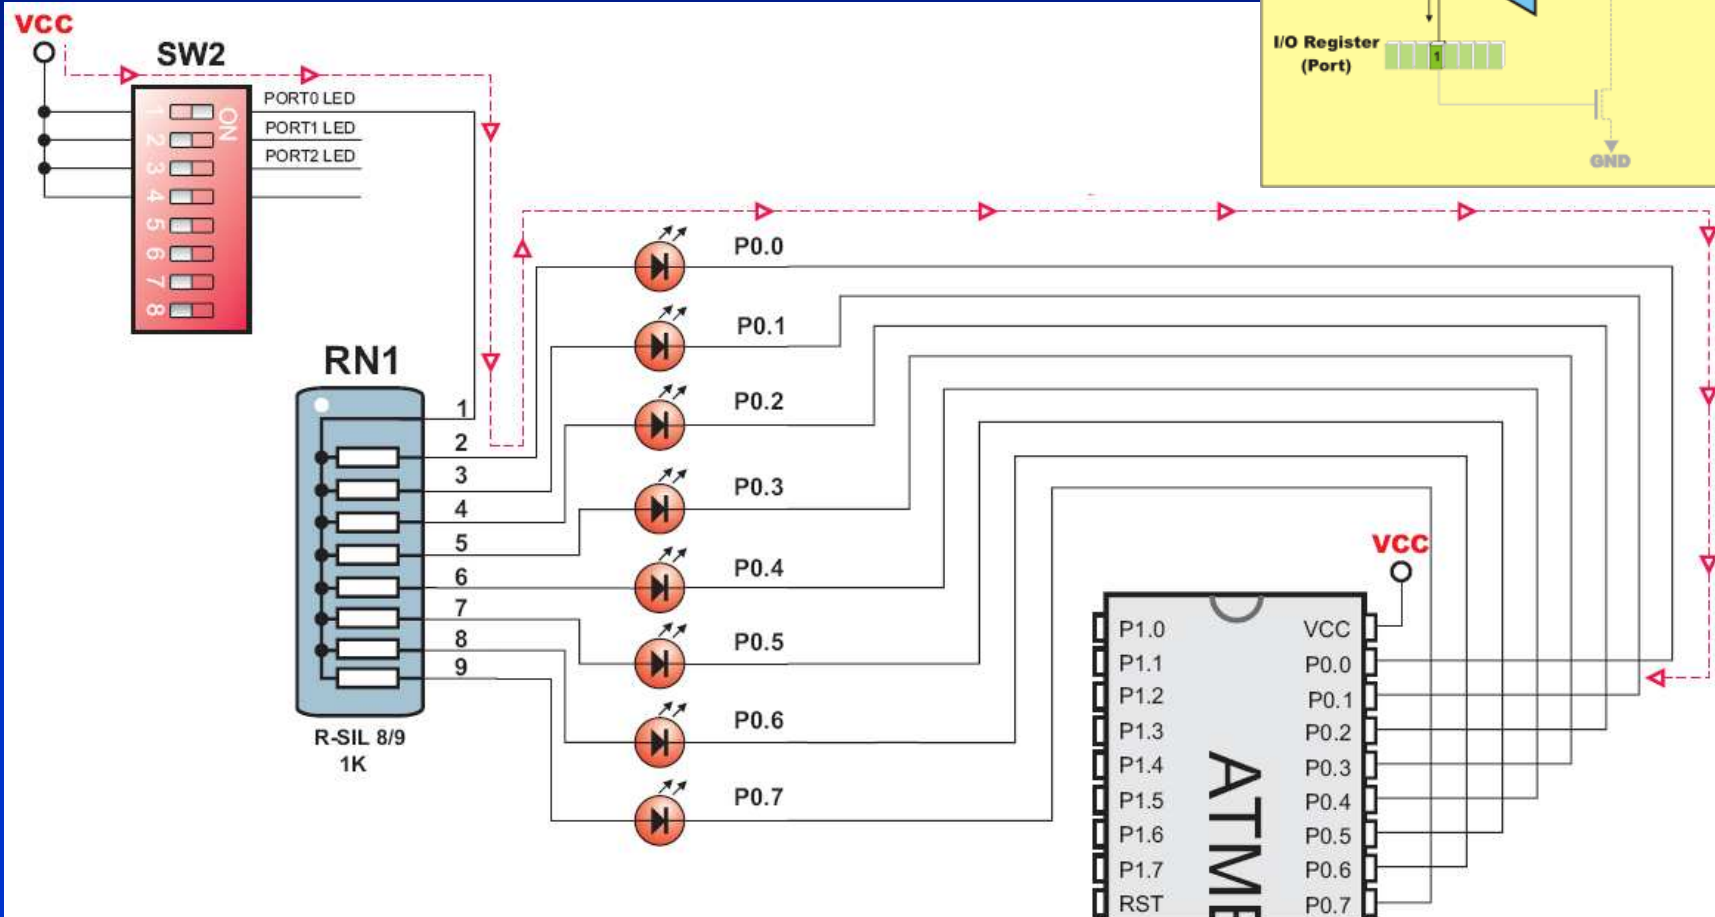 VCC
SW2
ON
1
2
3
4
5
6
7
8
PORT0 LED
PORT1 LED
PORT2 LED
I/O Register
(Port)
1
GND
RN1
1
2
3
4
5
6
7
8
9
R-SIL 8/9
1K
P0.0
P0.1
P0.2
P0.3
P0.4
P0.5
P0.6
P0.7
VCC
P1.0
P1.1
P1.2
P1.3
P1.4
P1.5
P1.6
P1.7
RST
ATME
VCC
P0.0
P0.1
P0.2
P0.3
P0.4
P0.5
P0.6
P0.7